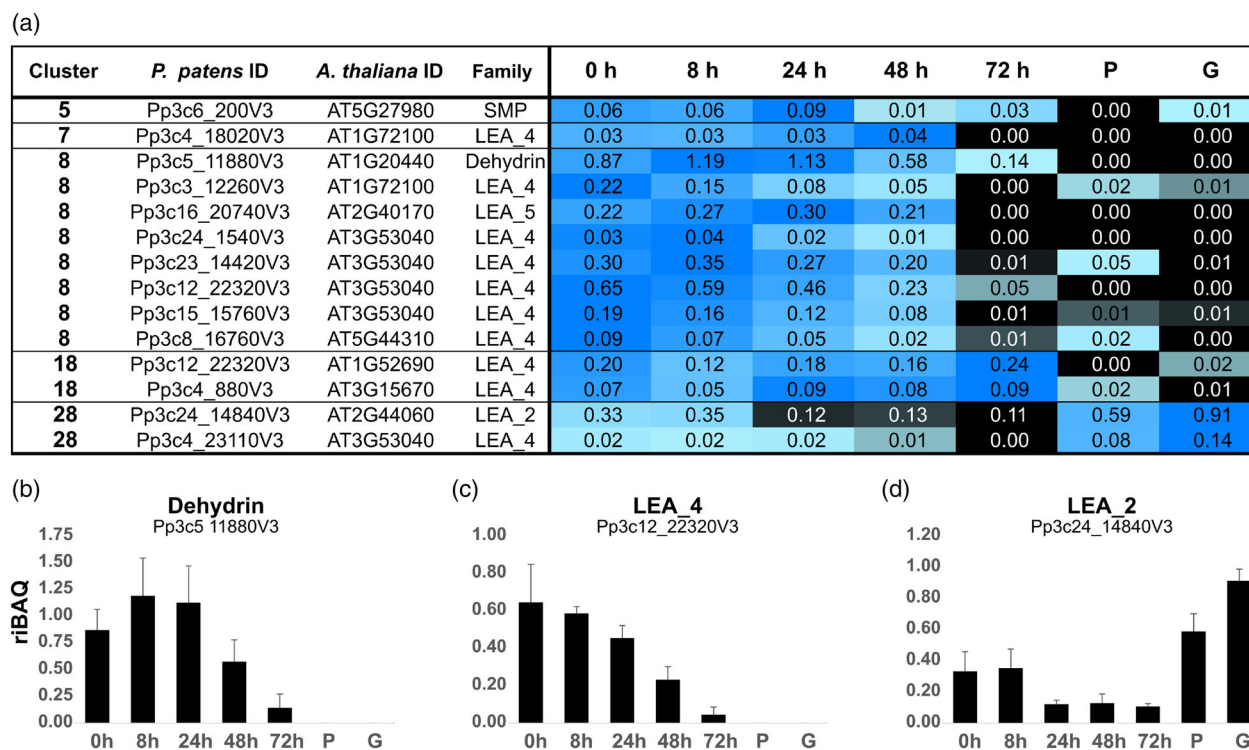 (a)
Cluster P. patens ID A. thaliana ID Family 0 h 8 h 24 h 48 h 72 h P G
5 Pp3c6_200V3 AT5G27980 SMP 0.06 0.06 0.09 0.01 0.03 0.00 0.01
7 Pp3c4_18020V3 AT1G72100 LEA_4 0.03 0.03 0.03 0.04 0.00 0.00 0.00
8 Pp3c5_11880V3 AT1G20440 Dehydrin 0.87 1.19 1.13 0.58 0.14 0.00 0.00
8 Pp3c3_12260V3 AT1G72100 LEA_4 0.22 0.15 0.08 0.05 0.00 0.02 0.01
8 Pp3c16_20740V3 AT2G40170 LEA_5 0.22 0.27 0.30 0.21 0.00 0.00 0.00
8 Pp3c24_1540V3 AT3G53040 LEA_4 0.03 0.04 0.02 0.01 0.00 0.00 0.00
8 Pp3c23_14420V3 AT3G53040 LEA_4 0.30 0.35 0.27 0.20 0.01 0.05 0.01
8 Pp3c12_22320V3 AT3G53040 LEA_4 0.65 0.59 0.46 0.23 0.05 0.00 0.00
8 Pp3c15_15760V3 AT3G53040 LEA_4 0.19 0.16 0.12 0.08 0.01 0.01 0.01
8 Pp3c8_16760V3 AT5G44310 LEA_4 0.09 0.07 0.05 0.02 0.01 0.02 0.00
18 Pp3c12_22320V3 AT1G52690 LEA_4 0.20 0.12 0.18 0.16 0.24 0.00 0.02
18 Pp3c4_880V3 AT3G15670 LEA_4 0.07 0.05 0.09 0.08 0.09 0.02 0.01
28 Pp3c24_14840V3 AT2G44060 LEA_2 0.33 0.35 0.12 0.13 0.11 0.59 0.91
28 Pp3c4_23110V3 AT3G53040 LEA_4 0.02 0.02 0.02 0.01 0.00 0.08 0.14
(b)
Dehydrin
Pp3c5 11880V3
riBAQ
1.75
1.50
1.25
1.00
0.75
0.50
0.25
0.00
0h 8h 24h 48h 72h P G
(c)
LEA_4
Pp3c12_22320V3
1.00
0.80
0.60
0.40
0.20
0.00
0h 8h 24h 48h 72h P G
(d)
LEA_2
Pp3c24_14840V3
1.20
1.00
0.80
0.60
0.40
0.20
0.00
0h 8h 24h 48h 72h P G